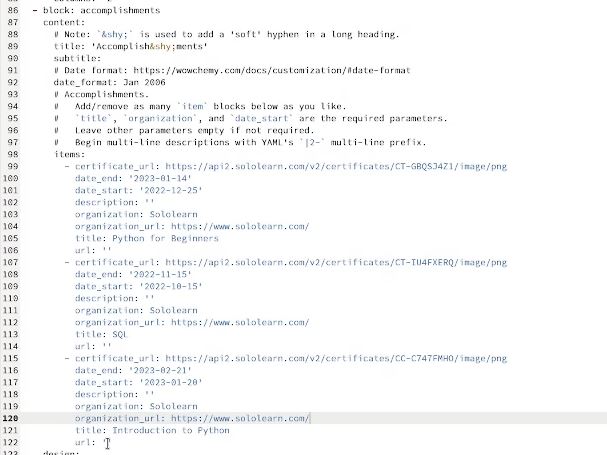 86 - block: accomplishments
87 content:
88 # Note: `&shy;` is used to add a 'soft' hyphen in a long heading.
89 title: 'Accomplish&shy;ments'
90 subtitle:
91 # Date format: https://wowchemy.com/docs/customization/#date-format
92 date_format: Jan 2006
93 # Accomplishments.
94 # Add/remove as many `item` blocks below as you like.
95 # `title`, `organization`, and `date_start` are the required parameters.
96 # Leave other parameters empty if not required.
97 # Begin multi-line descriptions with YAML's `|2-` multi-line prefix.
98 items:
99 - certificate_url: https://api2.sololearn.com/v2/certificates/CT-GBQSJ4Z1/image/png
100 date_end: '2023-01-14'
101 date_start: '2022-12-25'
102 description: ''
103 organization: Sololearn
104 organization_url: https://www.sololearn.com/
105 title: Python for Beginners
106 url: ''
107 - certificate_url: https://api2.sololearn.com/v2/certificates/CT-IU4FXERQ/image/png
108 date_end: '2022-11-15'
109 date_start: '2022-10-15'
110 description: ''
111 organization: Sololearn
112 organization_url: https://www.sololearn.com/
113 title: SQL
114 url: ''
115 - certificate_url: https://api2.sololearn.com/v2/certificates/CC-C747FMHO/image/png
116 date_end: '2023-02-21'
117 date_start: '2023-01-20'
118 description: ''
119 organization: Sololearn
120 organization_url: https://www.sololearn.com/
121 title: Introduction to Python
122 url: '
123 design: